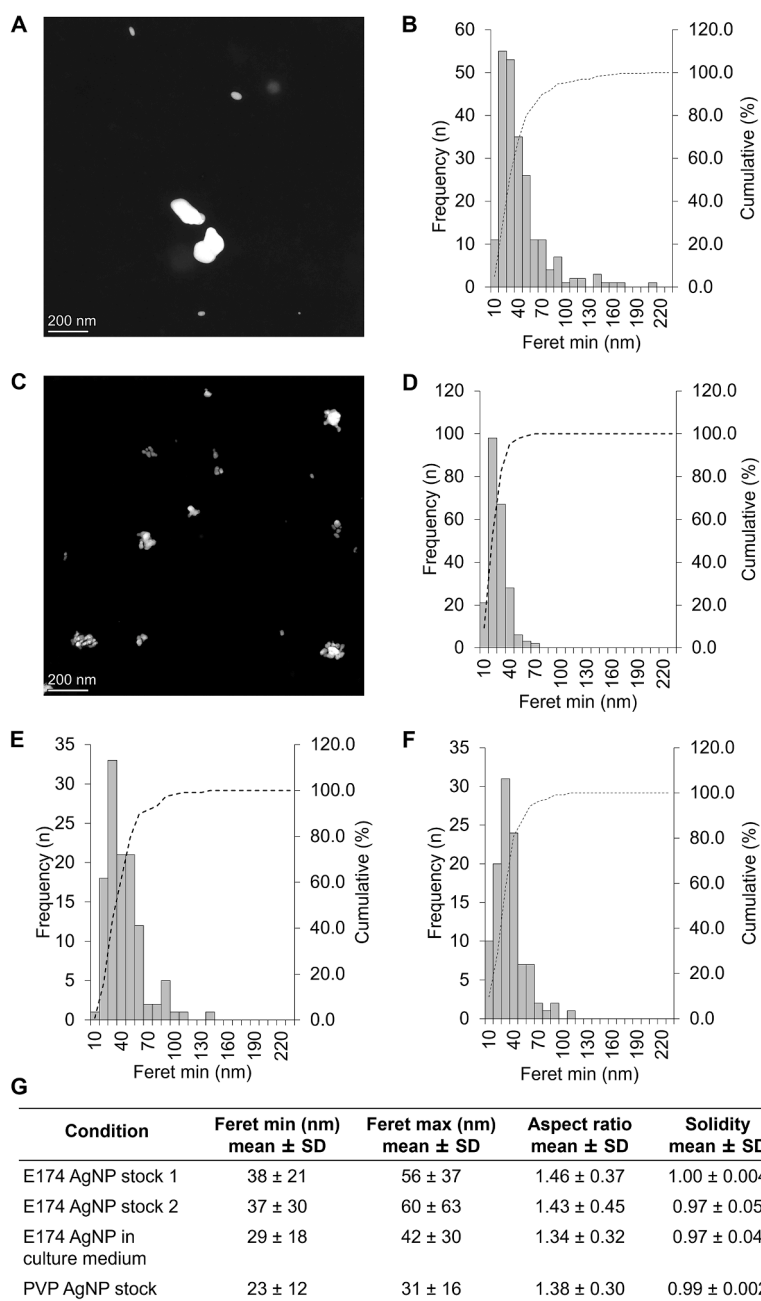 A
200 nm
B
Frequency (n)
60
50
40
30
20
10
0
120.0
100.0
80.0
60.0
40.0
20.0
0.0
Cumulative (%)
10 40 70 100 130 160 190 220
Feret min (nm)
C
200 nm
D
Frequency (n)
120
100
80
60
40
20
0
120.0
100.0
80.0
60.0
40.0
20.0
0.0
Cumulative (%)
10 40 70 100 130 160 190 220
Feret min (nm)
E
Frequency (n)
35
30
25
20
15
10
5
0
120.0
100.0
80.0
60.0
40.0
20.0
0.0
Cumulative (%)
10 40 70 100 130 160 190 220
Feret min (nm)
F
Frequency (n)
35
30
25
20
15
10
5
0
120.0
100.0
80.0
60.0
40.0
20.0
0.0
Cumulative (%)
10 40 70 100 130 160 190 220
Feret min (nm)
G
Condition Feret min (nm) mean ± SD Feret max (nm) mean ± SD Aspect ratio mean ± SD Solidity mean ± SD
E174 AgNP stock 1 38 ± 21 56 ± 37 1.46 ± 0.37 1.00 ± 0.004
E174 AgNP stock 2 37 ± 30 60 ± 63 1.43 ± 0.45 0.97 ± 0.05
E174 AgNP in culture medium 29 ± 18 42 ± 30 1.34 ± 0.32 0.97 ± 0.04
PVP AgNP stock 23 ± 12 31 ± 16 1.38 ± 0.30 0.99 ± 0.002